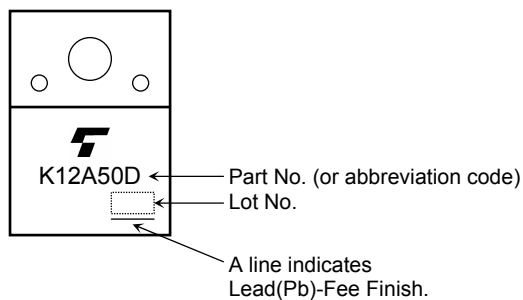 K12A50D
Part No. (or abbreviation code)
Lot No.
A line indicates
Lead(Pb)-Fee Finish.